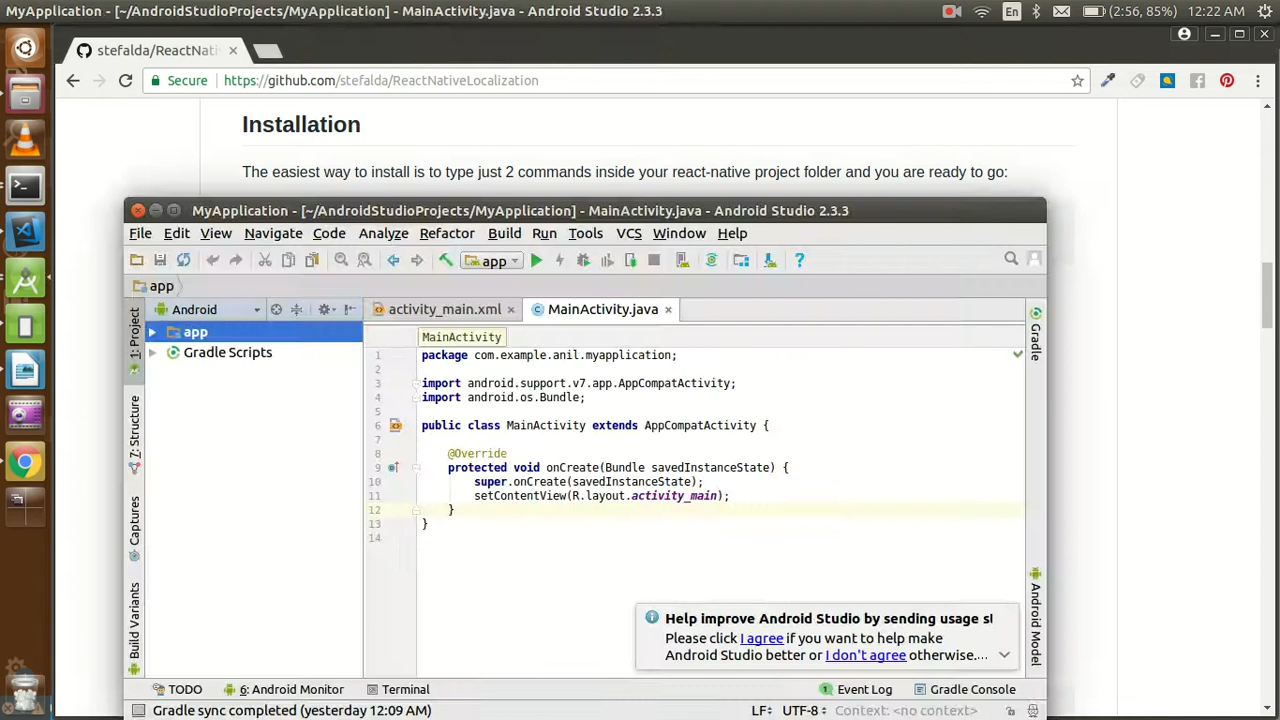 MyApplication - [~/AndroidStudioProjects/MyApplication] - MainActivity.java - Android Studio 2.3.3
En
(2:56, 85%)
12:22 AM
stefalda/ReactNati
Secure
https://github.com/stefalda/ReactNativeLocalization
Installation
The easiest way to install is to type just 2 commands inside your react-native project folder and you are ready to go:
MyApplication - [~/AndroidStudioProjects/MyApplication] - MainActivity.java - Android Studio 2.3.3
File Edit View Navigate Code Analyze Refactor Build Run Tools VCS Window Help
app
app
Android
activity_main.xml
MainActivity.java
1: Project
7: Structure
Captures
Build Variants
app
Gradle Scripts
MainActivity
1 package com.example.anil.myapplication;
2
3 import android.support.v7.app.AppCompatActivity;
4 import android.os.Bundle;
5
6 public class MainActivity extends AppCompatActivity {
7
8 @Override
9 protected void onCreate(Bundle savedInstanceState) {
10 super.onCreate(savedInstanceState);
11 setContentView(R.layout.activity_main);
12 }
13 }
14
Gradle
Android Model
Help improve Android Studio by sending usage s
Please click I agree if you want to help make
Android Studio better or I don't agree otherwise....
TODO
6: Android Monitor
Terminal
1 Event Log
Gradle Console
Gradle sync completed (yesterday 12:09 AM)
LF
UTF-8
Context: <no context>